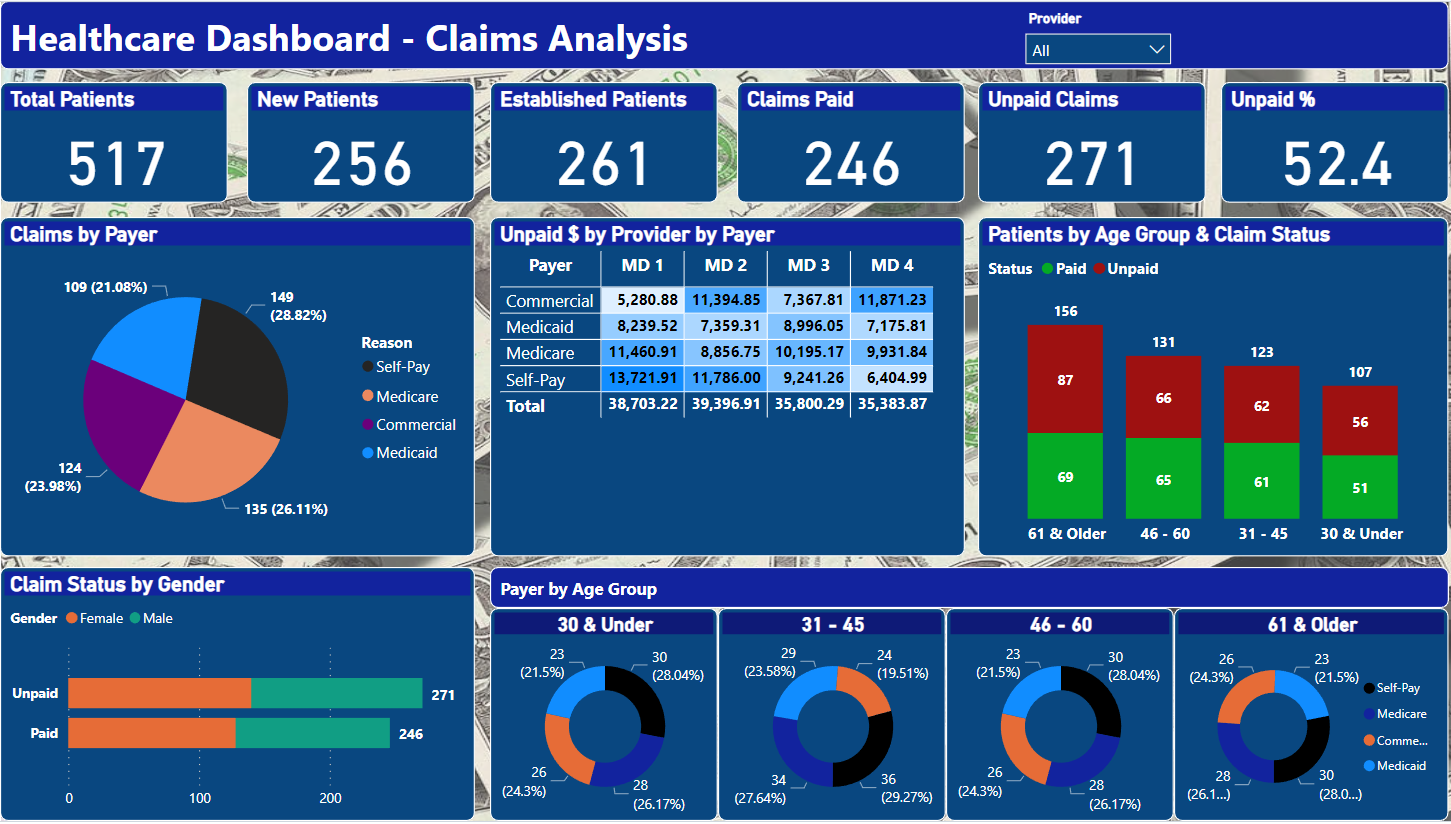 Healthcare Dashboard - Claims Analysis
Provider
All
Total Patients
517
New Patients
256
Established Patients
261
Claims Paid
246
Unpaid Claims
271
Unpaid %
52.4
Claims by Payer
109 (21.08%)
149
(28.82%)
124
(23.98%)
135 (26.11%)
Reason
Self-Pay
Medicare
Commercial
Medicaid
Unpaid $ by Provider by Payer
Payer MD 1 MD 2 MD 3 MD 4
Commercial 5,280.88 11,394.85 7,367.81 11,871.23
Medicaid 8,239.52 7,359.31 8,996.05 7,175.81
Medicare 11,460.91 8,856.75 10,195.17 9,931.84
Self-Pay 13,721.91 11,786.00 9,241.26 6,404.99
Total 38,703.22 39,396.91 35,800.29 35,383.87
Patients by Age Group & Claim Status
Status Paid Unpaid
156
131
123
107
87
66
62
56
69
65
61
51
61 & Older 46 - 60 31 - 45 30 & Under
Claim Status by Gender
Gender Female Male
Unpaid 271
Paid 246
0 100 200
Payer by Age Group
30 & Under
23
(21.5%)
30
(28.04%)
26
(24.3%)
28
(26.17%)
31 - 45
29
(23.58%)
24
(19.51%)
34
(27.64%)
36
(29.27%)
46 - 60
23
(21.5%)
30
(28.04%)
26
(24.3%)
28
(26.17%)
61 & Older
26
(24.3%)
23
(21.5%)
28
(26.1...)
30
(28.0...)
Self-Pay
Medicare
Comme...
Medicaid